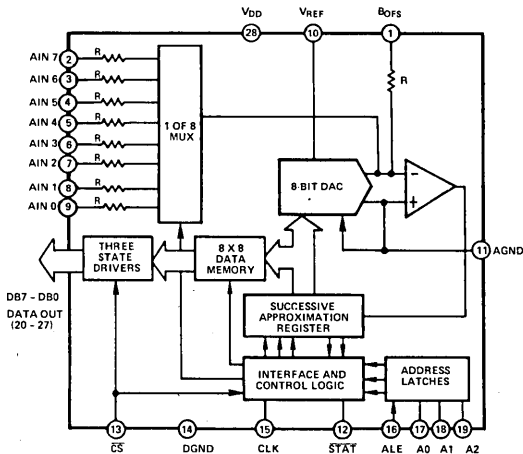 VDD
VREF
BOFS
28
10
1
AIN 7 2 R
AIN 6 3 R
AIN 5 4 R
AIN 4 5 R
AIN 3 6 R
AIN 2 7 R
AIN 1 8 R
AIN 0 9 R
1 OF 8
MUX
R
8-BIT DAC
−
+
11 AGND
THREE
STATE
DRIVERS
8 X 8
DATA
MEMORY
DB7 – DB0
DATA OUT
(20 – 27)
SUCCESSIVE
APPROXIMATION
REGISTER
INTERFACE AND
CONTROL LOGIC
ADDRESS
LATCHES
13
14
15
12
16
17
18
19
CS
DGND
CLK
STAT
ALE
A0
A1
A2